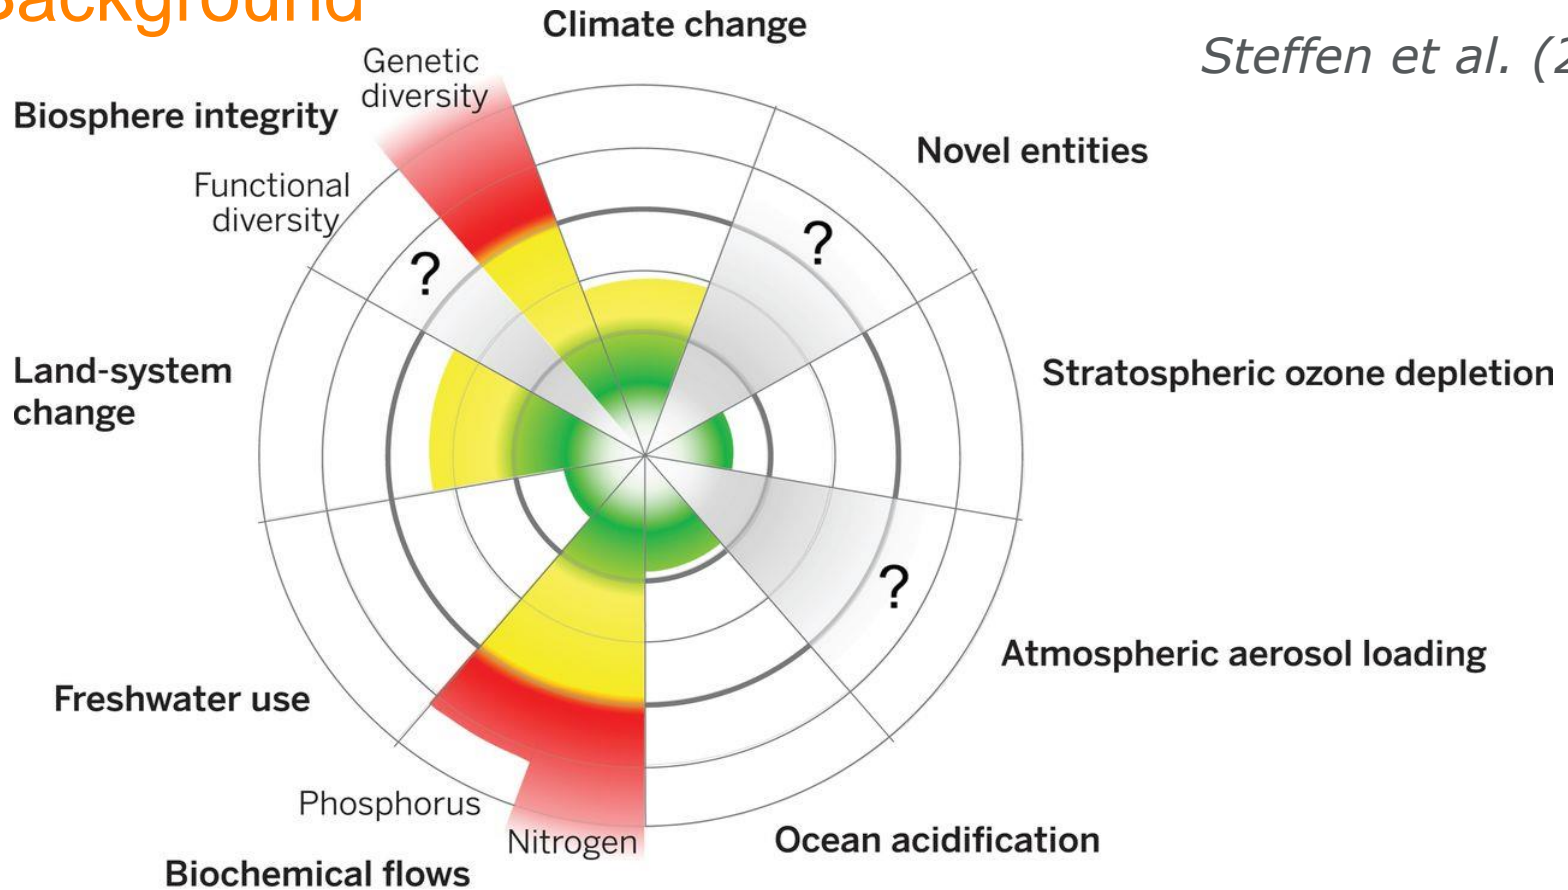 Background
Climate change
Steffen et al. (2
Genetic
diversity
Biosphere integrity
Novel entities
Functional
diversity
?
?
Land-system
change
Stratospheric ozone depletion
?
Atmospheric aerosol loading
Freshwater use
Phosphorus
Nitrogen
Ocean acidification
Biochemical flows